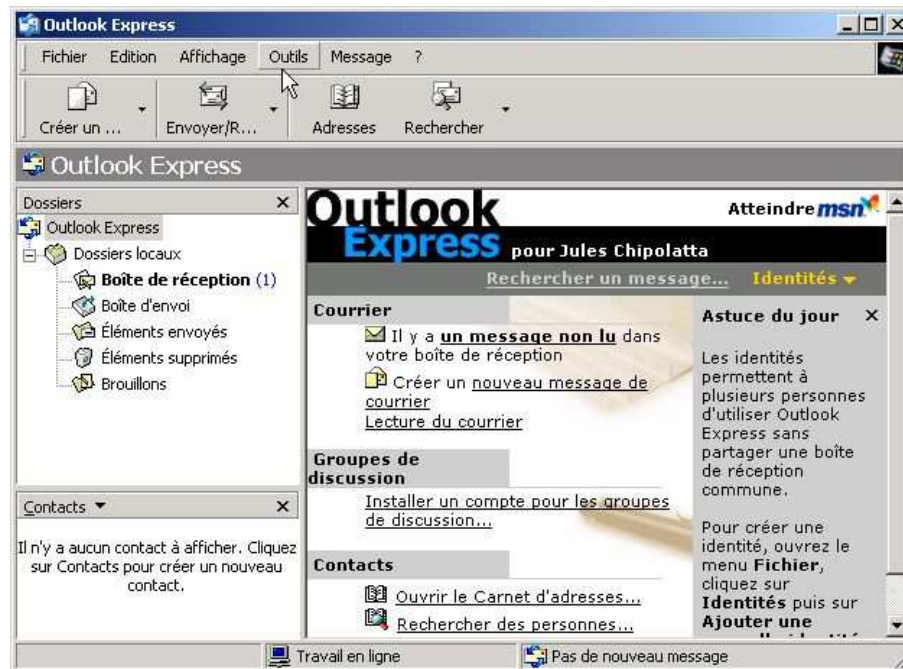 Outlook Express
Fichier Edition Affichage Outils Message ?
Créer un ... Envoyer/R... Adresses Rechercher
Outlook Express
Dossiers
Outlook Express
Dossiers locaux
Boîte de réception (1)
Boîte d'envoi
Éléments envoyés
Éléments supprimés
Brouillons
Contacts
Il n'y a aucun contact à afficher. Cliquez
sur Contacts pour créer un nouveau
contact.
Outlook
Express pour Jules Chipolatta
Atteindre msn
Rechercher un message... Identités
Courrier
Il y a un message non lu dans
votre boîte de réception
Créer un nouveau message de
courrier
Lecture du courrier
Groupes de
discussion
Installer un compte pour les groupes
de discussion...
Contacts
Ouvrir le Carnet d'adresses...
Rechercher des personnes...
Astuce du jour
Les identités
permettent à
plusieurs personnes
d'utiliser Outlook
Express sans
partager une boîte
de réception
commune.
Pour créer une
identité, ouvrez le
menu Fichier,
cliquez sur
Identités puis sur
Ajouter une
Travail en ligne
Pas de nouveau message